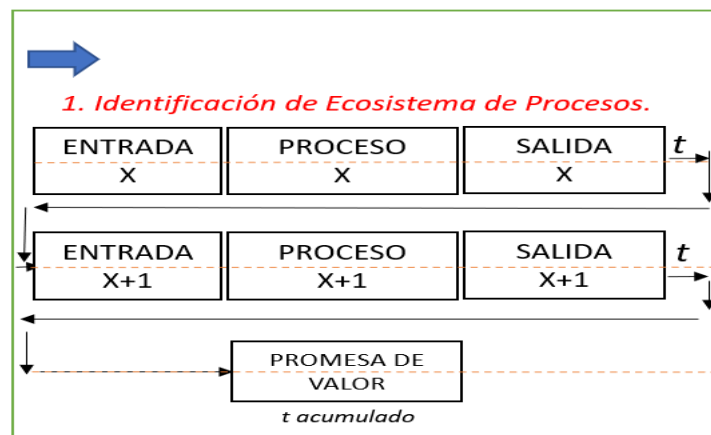 1. Identificación de Ecosistema de Procesos.
ENTRADA PROCESO SALIDA t
X X X
ENTRADA PROCESO SALIDA t
X+1 X+1 X+1
PROMESA DE
VALOR
t acumulado